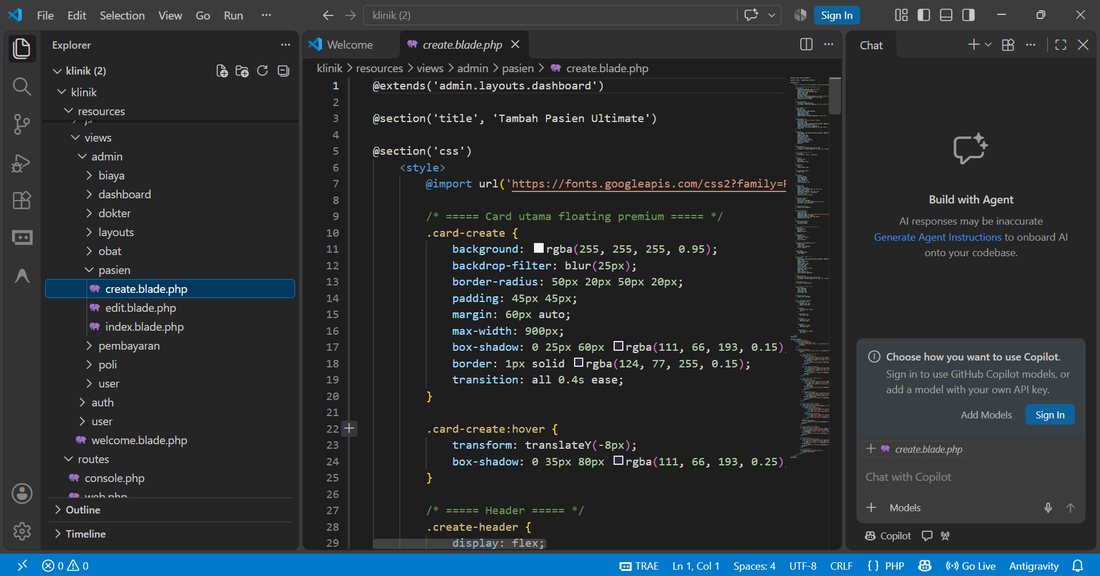 File Edit Selection View Go Run ···
klinik (2)
Sign In
Explorer
klinik (2)
klinik
resources
views
admin
biaya
dashboard
dokter
layouts
obat
pasien
create.blade.php
edit.blade.php
index.blade.php
pembayaran
poli
user
auth
user
welcome.blade.php
routes
console.php
web.php
Outline
Timeline
Welcome create.blade.php
klinik > resources > views > admin > pasien > create.blade.php
1 @extends('admin.layouts.dashboard')
2
3 @section('title', 'Tambah Pasien Ultimate')
4
5 @section('css')
6 <style>
7 @import url('https://fonts.googleapis.com/css2?family=
8
9 /* ===== Card utama floating premium ===== */
10 .card-create {
11 background: rgba(255, 255, 255, 0.95);
12 backdrop-filter: blur(25px);
13 border-radius: 50px 20px 50px 20px;
14 padding: 45px 45px;
15 margin: 60px auto;
16 max-width: 900px;
17 box-shadow: 0 25px 60px rgba(111, 66, 193, 0.15)
18 border: 1px solid rgba(124, 77, 255, 0.15);
19 transition: all 0.4s ease;
20 }
21
22 .card-create:hover {
23 transform: translateY(-8px);
24 box-shadow: 0 35px 80px rgba(111, 66, 193, 0.25)
25 }
26
27 /* ===== Header ===== */
28 .create-header {
29 display: flex;
Chat
Build with Agent
AI responses may be inaccurate
Generate Agent Instructions to onboard AI
onto your codebase.
Choose how you want to use Copilot.
Sign in to use GitHub Copilot models, or
add a model with your own API key.
Add Models Sign In
create.blade.php
Chat with Copilot
Models
Copilot
0 0 TRAE Ln 1, Col 1 Spaces: 4 UTF-8 CRLF { } PHP Go Live Antigravity